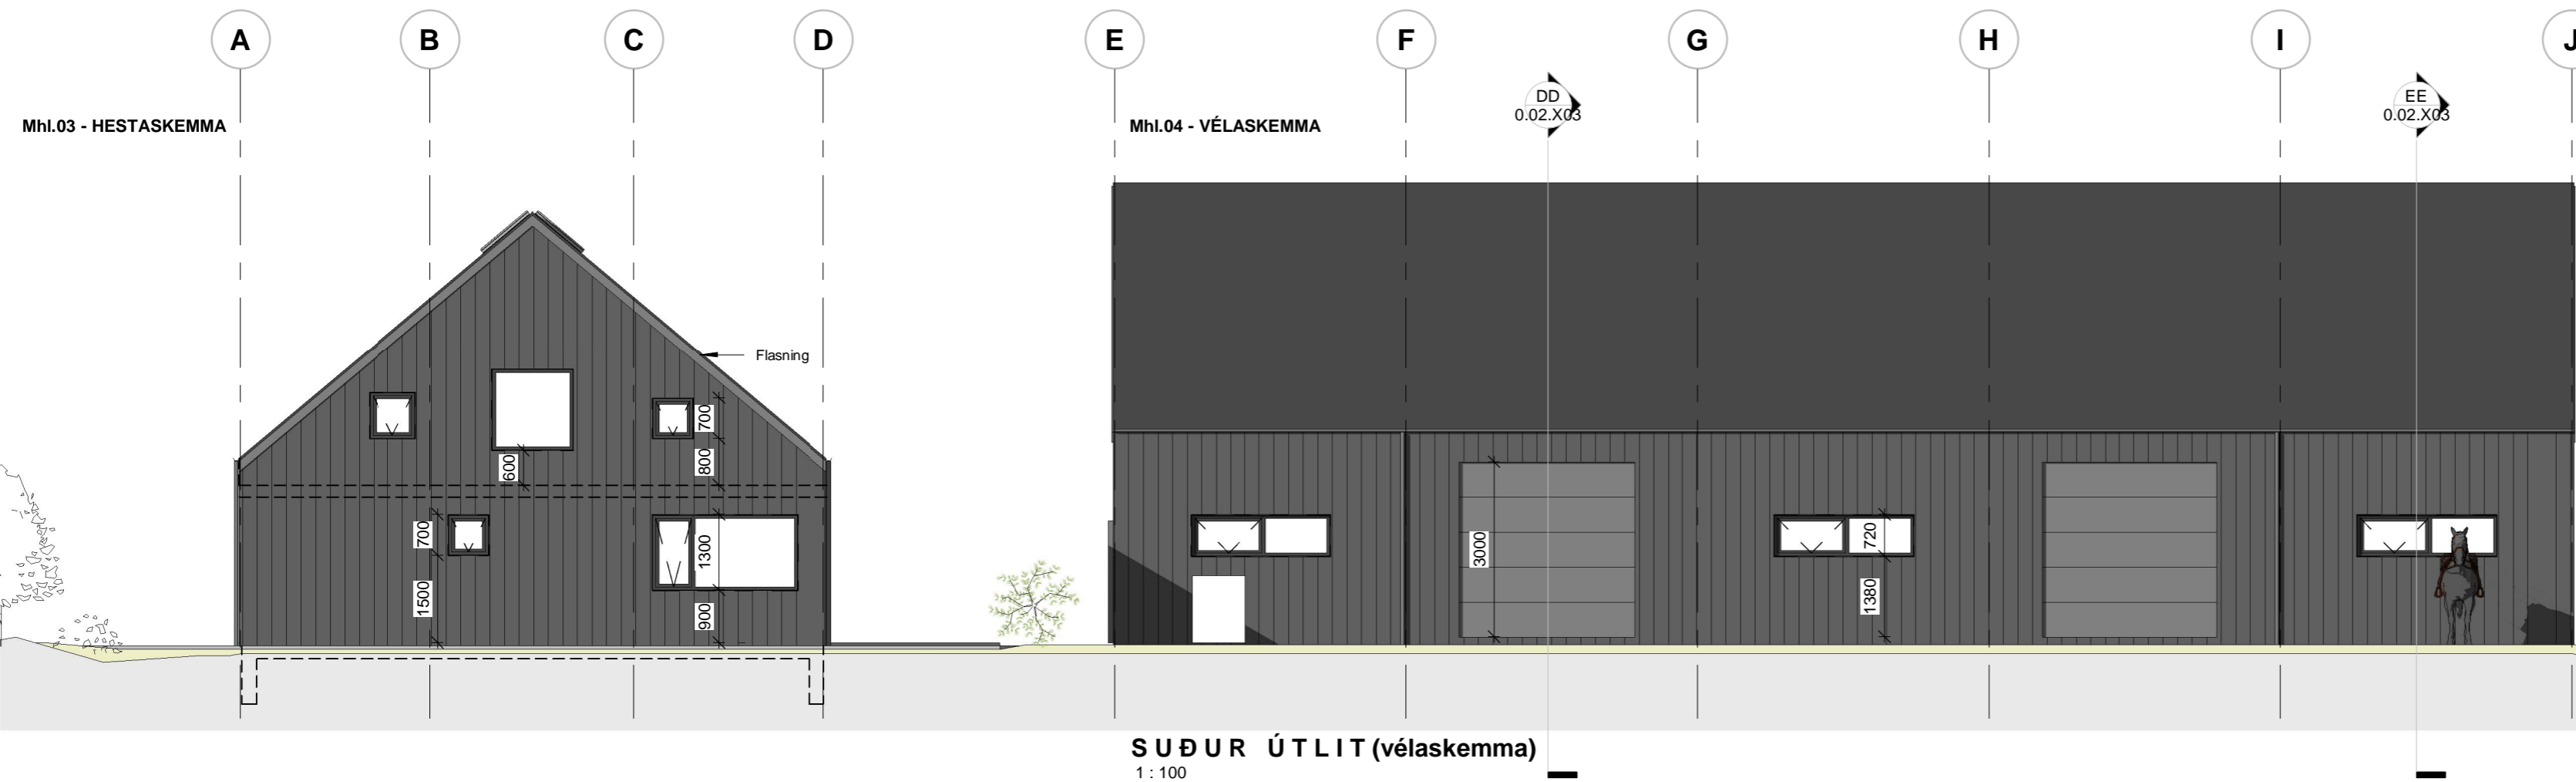 A B C D E F G H I J
DD
0.02.X03
EE
0.02.X03
Mhl.03 - HESTASKEMMA
Mhl.04 - VÉLASKEMMA
Flasning
700
800
600
700
1500
1300
900
3000
720
1380
SUÐUR ÚTLIT (vélaskemma)
1 : 100